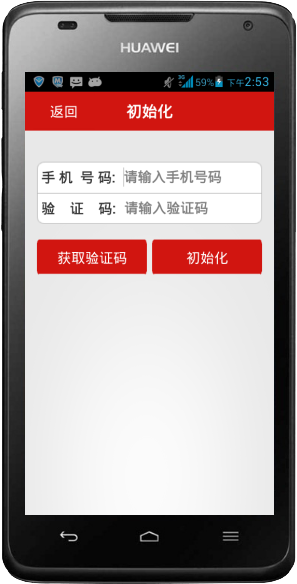 HUAWEI
3G 59% 下午2:53
返回 初始化
手机号码: 请输入手机号码
验证码: 请输入验证码
获取验证码 初始化